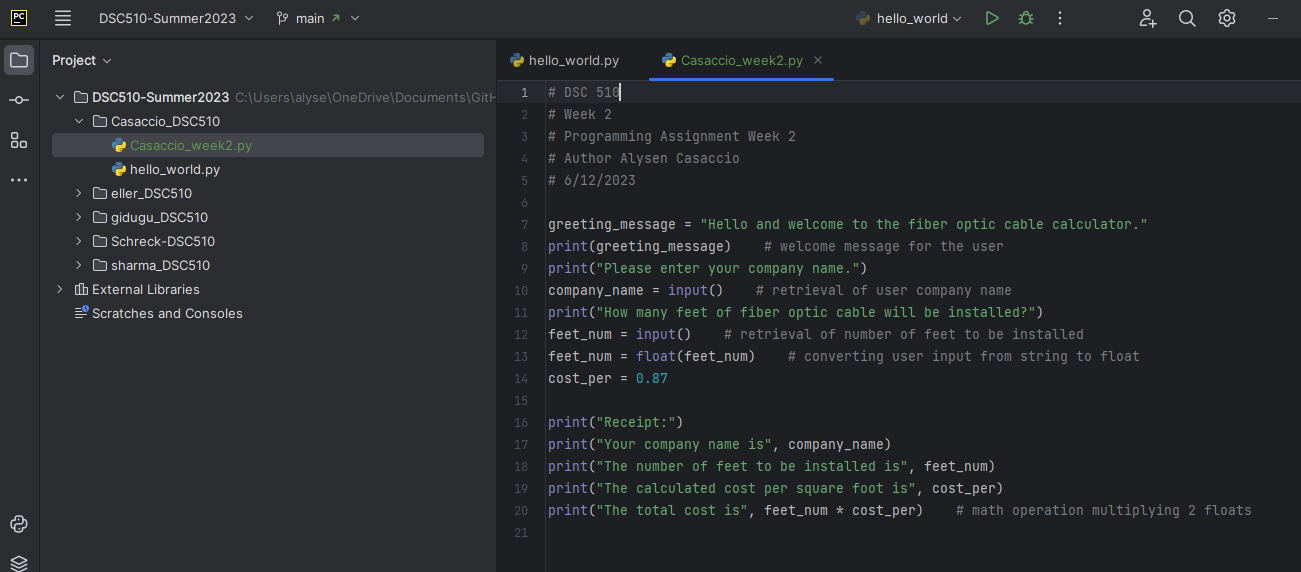 PC DSC510-Summer2023 main hello_world
Project
DSC510-Summer2023 C:\Users\alyse\OneDrive\Documents\GitH
Casaccio_DSC510
Casaccio_week2.py
hello_world.py
eller_DSC510
gidugu_DSC510
Schreck-DSC510
sharma_DSC510
External Libraries
Scratches and Consoles
hello_world.py Casaccio_week2.py
1 # DSC 510
2 # Week 2
3 # Programming Assignment Week 2
4 # Author Alysen Casaccio
5 # 6/12/2023
6
7 greeting_message = "Hello and welcome to the fiber optic cable calculator."
8 print(greeting_message)    # welcome message for the user
9 print("Please enter your company name.")
10 company_name = input()    # retrieval of user company name
11 print("How many feet of fiber optic cable will be installed?")
12 feet_num = input()    # retrieval of number of feet to be installed
13 feet_num = float(feet_num)    # converting user input from string to float
14 cost_per = 0.87
15
16 print("Receipt:")
17 print("Your company name is", company_name)
18 print("The number of feet to be installed is", feet_num)
19 print("The calculated cost per square foot is", cost_per)
20 print("The total cost is", feet_num * cost_per)    # math operation multiplying 2 floats
21